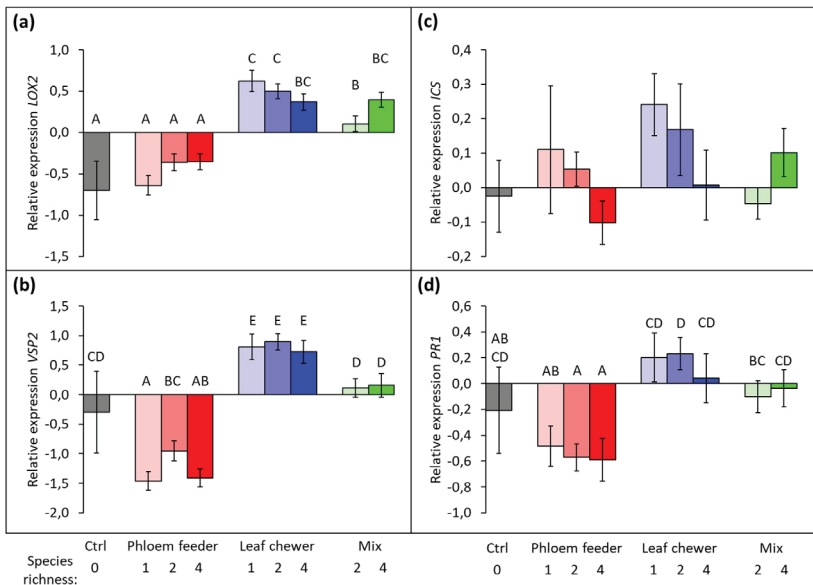 (a)
Relative expression LOX2
1,0
0,5
0,0
-0,5
-1,0
-1,5
A
A A A
C C BC
B BC
(c)
Relative expression ICS
0,4
0,3
0,2
0,1
0,0
-0,1
-0,2
(b)
Relative expression VSP2
1,5
1,0
0,5
0,0
-0,5
-1,0
-1,5
-2,0
CD
A BC AB
E E E
D D
(d)
Relative expression PR1
0,6
0,4
0,2
0,0
-0,2
-0,4
-0,6
-0,8
-1,0
AB
CD
AB A A
CD D CD
BC CD
Ctrl Phloem feeder Leaf chewer Mix
Species
richness: 0 1 2 4 1 2 4 2 4
Ctrl Phloem feeder Leaf chewer Mix
0 1 2 4 1 2 4 2 4